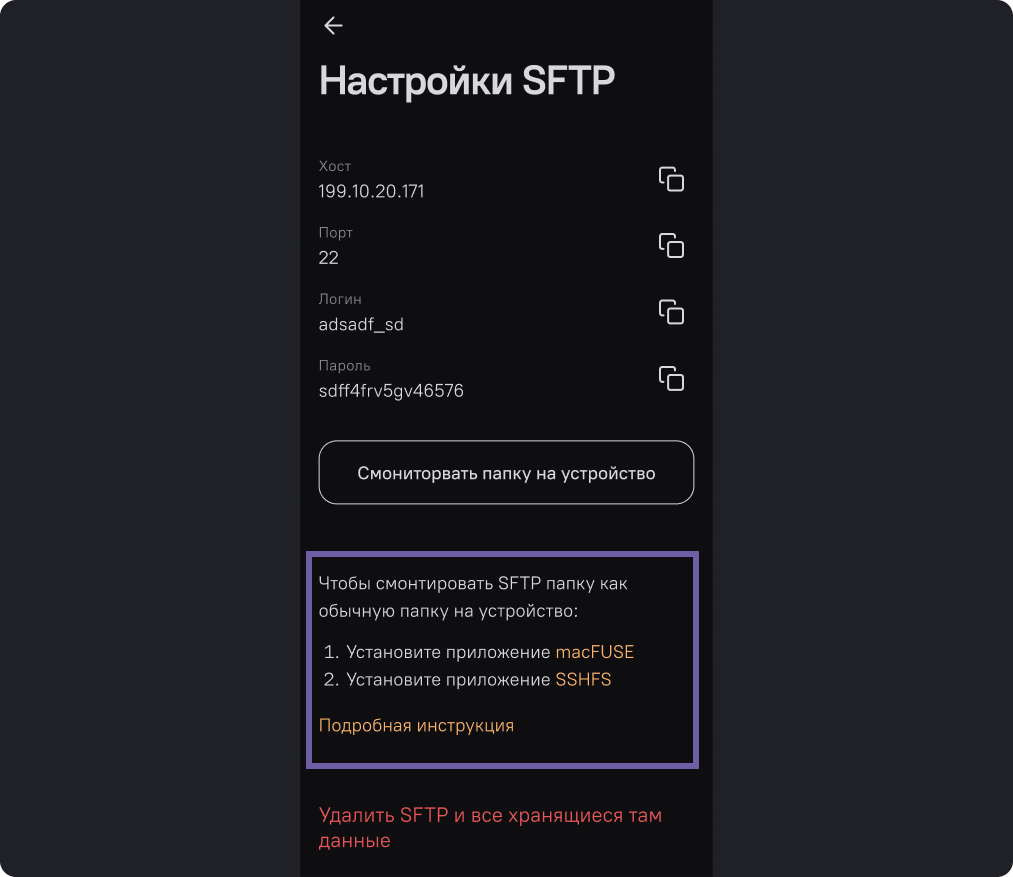 Настройки SFTP
Хост
199.10.20.171
Порт
22
Логин
adsadf_sd
Пароль
sdff4frv5gv46576
Смониторвать папку на устройство
Чтобы смонтировать SFTP папку как
обычную папку на устройство:
1. Установите приложение macFUSE
2. Установите приложение SSHFS
Подробная инструкция
Удалить SFTP и все хранящиеся там
данные